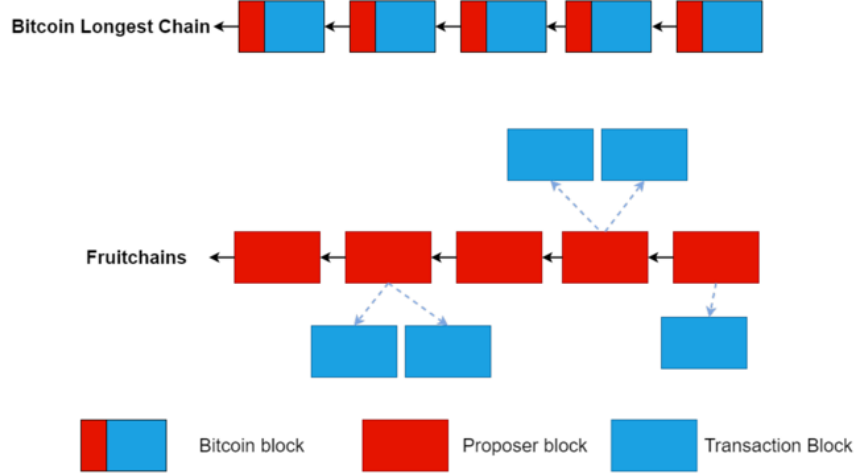 Bitcoin Longest Chain
Fruitchains
Bitcoin block
Proposer block
Transaction Block